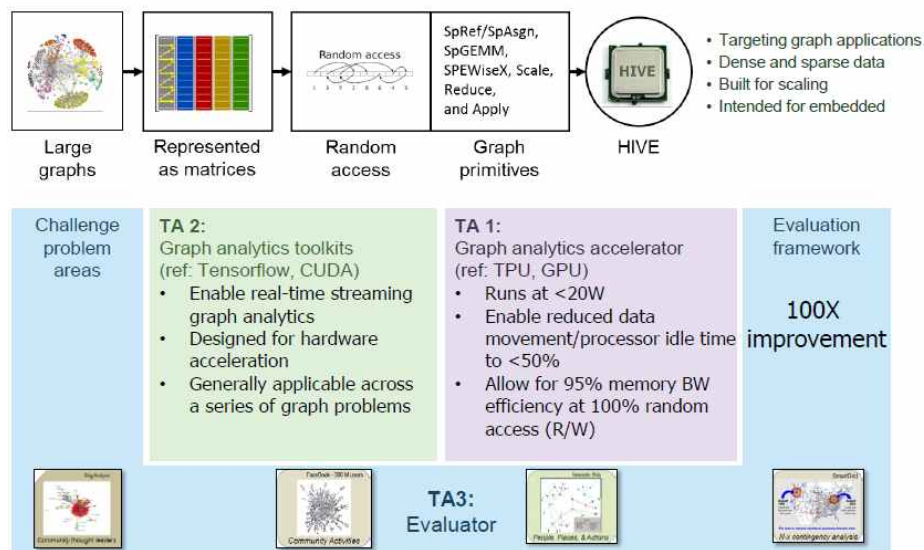 Random access
SpRef/SpAsgn,
SpGEMM,
SPEWiseX, Scale,
Reduce,
and Apply
HIVE
• Targeting graph applications
• Dense and sparse data
• Built for scaling
• Intended for embedded
Large
graphs
Represented
as matrices
Random
access
Graph
primitives
HIVE
Challenge
problem
areas
TA 2:
Graph analytics toolkits
(ref: Tensorflow, CUDA)
• Enable real-time streaming
graph analytics
• Designed for hardware
acceleration
• Generally applicable across
a series of graph problems
TA 1:
Graph analytics accelerator
(ref: TPU, GPU)
• Runs at <20W
• Enable reduced data
movement/processor idle time
to <50%
• Allow for 95% memory BW
efficiency at 100% random
access (R/W)
Evaluation
framework
100X
improvement
Community thought leaders
Community Activities
TA3:
Evaluator
People, Places, & Actions
N-x contingency analysis